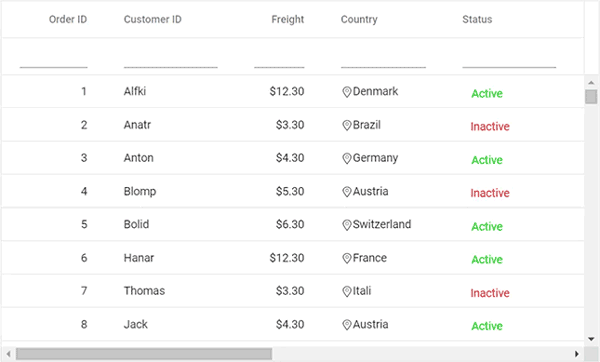 Order ID Customer ID Freight Country Status
1 Alfki $12.30 Denmark Active
2 Anatr $3.30 Brazil Inactive
3 Anton $4.30 Germany Active
4 Blomp $5.30 Austria Inactive
5 Bolid $6.30 Switzerland Active
6 Hanar $12.30 France Active
7 Thomas $3.30 Itali Inactive
8 Jack $4.30 Austria Active